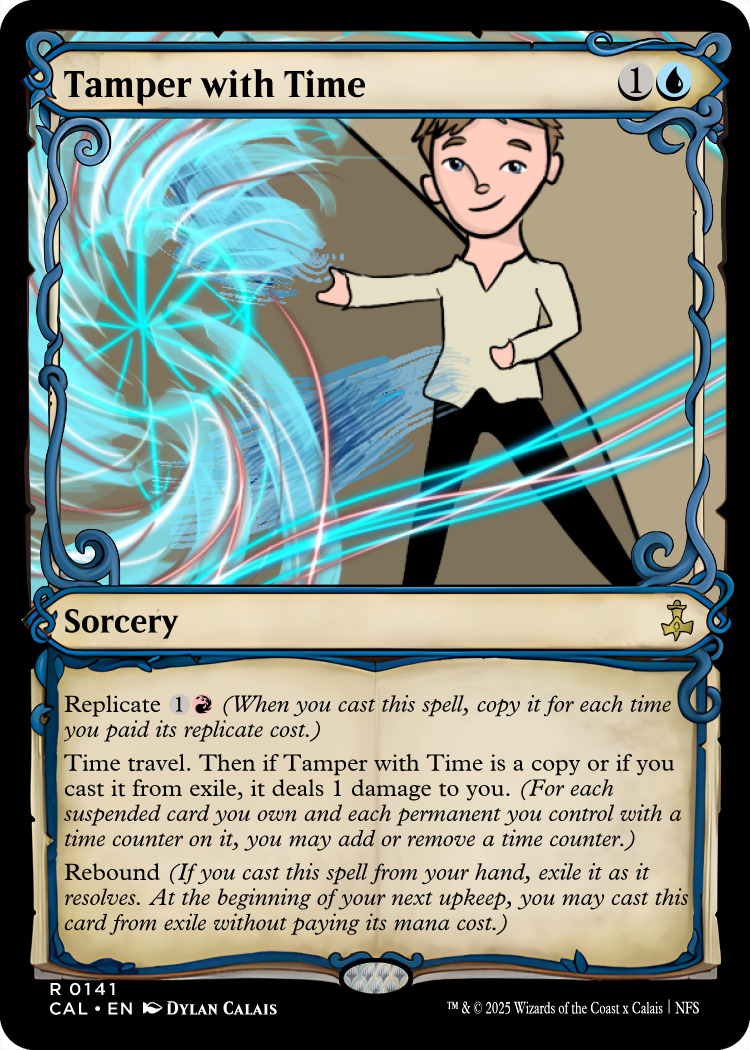 Tamper with Time 1
Sorcery
Replicate 1 (When you cast this spell, copy it for each time
you paid its replicate cost.)
Time travel. Then if Tamper with Time is a copy or if you
cast it from exile, it deals 1 damage to you. (For each
suspended card you own and each permanent you control with a
time counter on it, you may add or remove a time counter.)
Rebound (If you cast this spell from your hand, exile it as it
resolves. At the beginning of your next upkeep, you may cast this
card from exile without paying its mana cost.)
R 0141
CAL • EN Dylan Calais
™ & © 2025 Wizards of the Coast x Calais | NFS